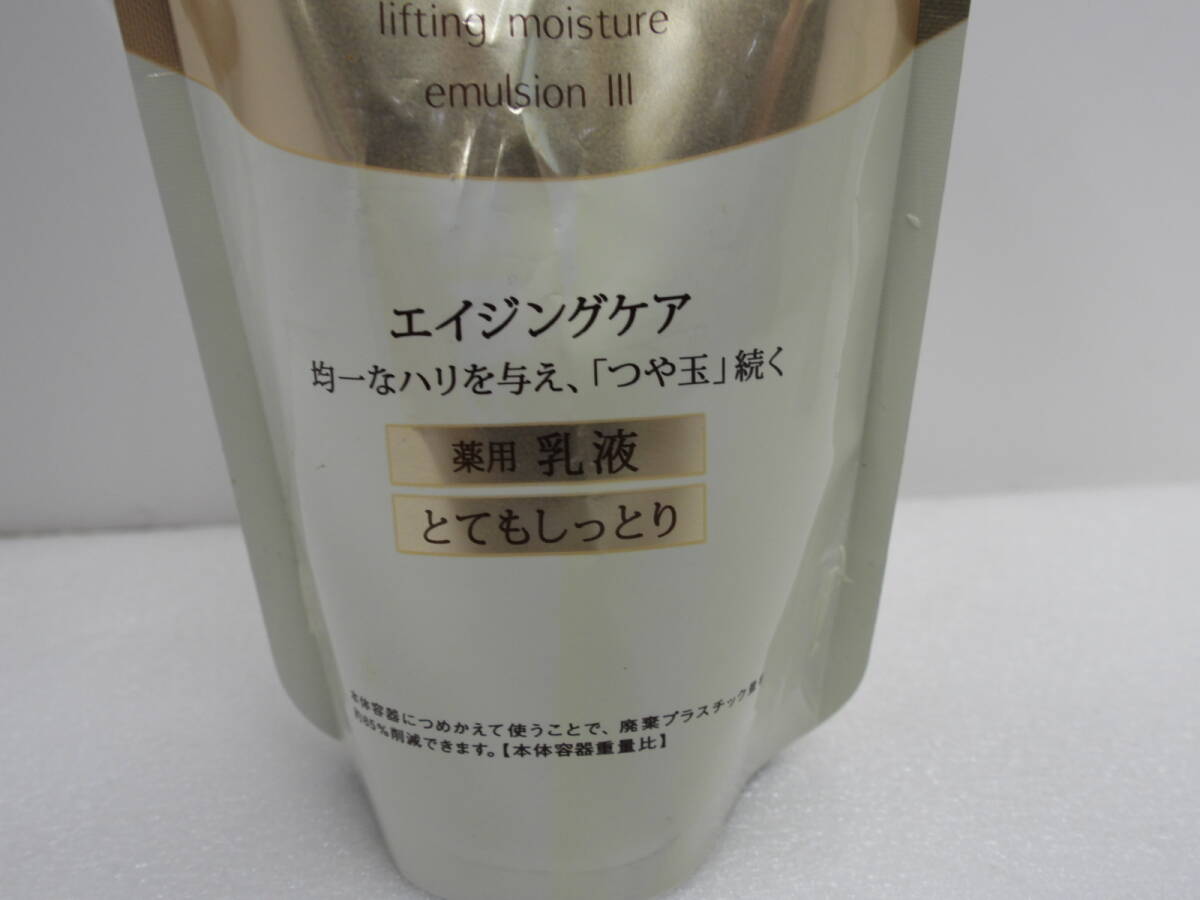 lifting moisture
emulsion III
エイジングケア
均一なハリを与え、「つや玉」続く
薬用 乳液
とてもしっとり
本体容器につめかえて使うことで、廃棄プラスチック量を
約85%削減できます。【本体容器重量比】